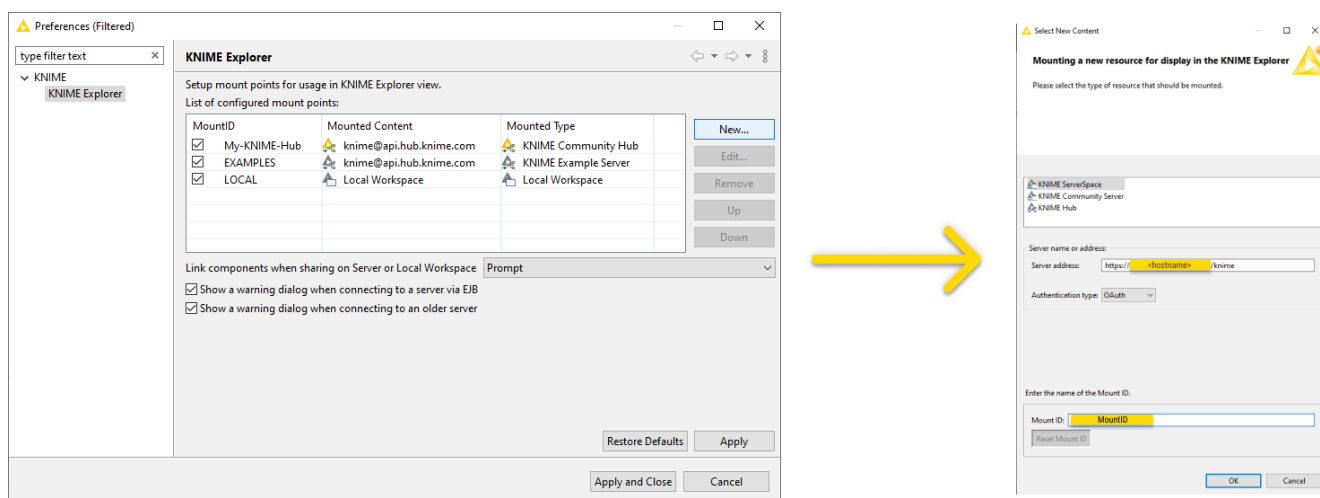 Preferences (Filtered)
type filter text
KNIME
KNIME Explorer
KNIME Explorer
Setup mount points for usage in KNIME Explorer view.
List of configured mount points:
MountID Mounted Content Mounted Type
My-KNIME-Hub knime@api.hub.knime.com KNIME Community Hub
EXAMPLES knime@api.hub.knime.com KNIME Example Server
LOCAL Local Workspace Local Workspace
New...
Edit...
Remove
Up
Down
Link components when sharing on Server or Local Workspace Prompt
Show a warning dialog when connecting to a server via EJB
Show a warning dialog when connecting to an older server
Restore Defaults Apply
Apply and Close Cancel
Select New Content
Mounting a new resource for display in the KNIME Explorer
Please select the type of resource that should be mounted.
KNIME ServerSpace
KNIME Community Server
KNIME Hub
Server name or address:
Server address: https:// <hostname> /knime
Authentication type: OAuth
Enter the name of the Mount ID.
Mount ID: MountID
Reset Mount ID
OK Cancel